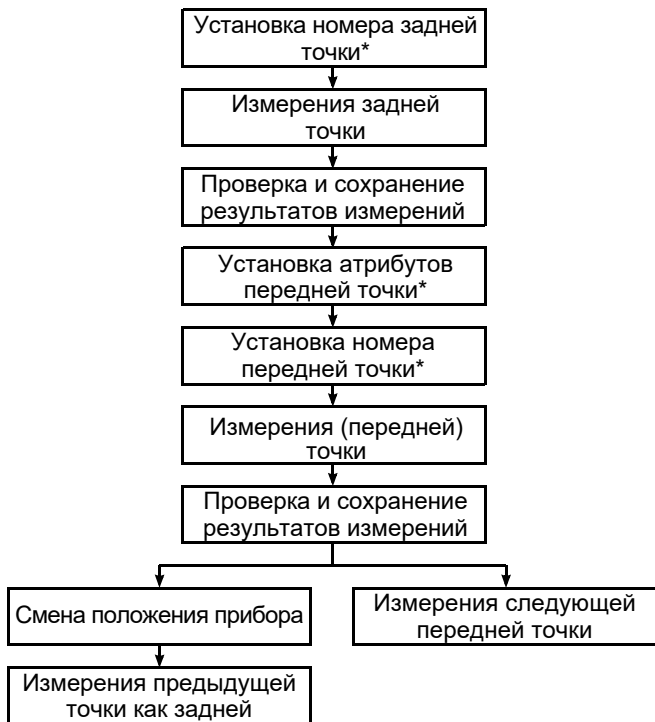 Установка номера задней
точки*
Измерения задней
точки
Проверка и сохранение
результатов измерений
Установка атрибутов
передней точки*
Установка номера
передней точки*
Измерения (передней)
точки
Проверка и сохранение
результатов измерений
Смена положения прибора
Измерения следующей
передней точки
Измерения предыдущей
точки как задней